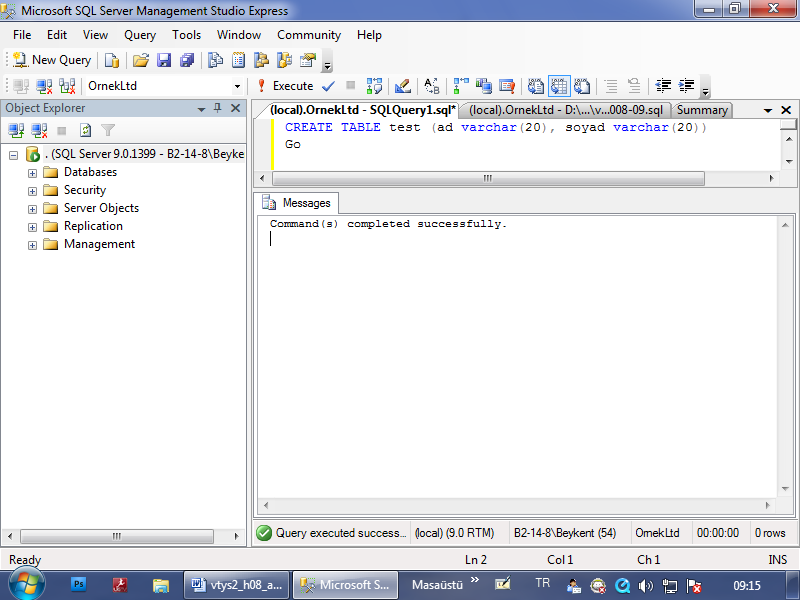 Microsoft SQL Server Management Studio Express
File Edit View Query Tools Window Community Help
New Query
OrnekLtd Execute
Object Explorer
(local).OrnekLtd - SQLQuery1.sql* (local).OrnekLtd - D:\...\v...008-09.sql Summary
CREATE TABLE test (ad varchar(20), soyad varchar(20))
Go
. (SQL Server 9.0.1399 - B2-14-8\Beyke
Databases
Security
Server Objects
Replication
Management
Messages
Command(s) completed successfully.
Query executed success... (local) (9.0 RTM) B2-14-8\Beykent (54) OrnekLtd 00:00:00 0 rows
Ready Ln 2 Col 1 Ch 1 INS
Ps vtys2_h08_a... Microsoft S... Masaüstü » TR 09:15